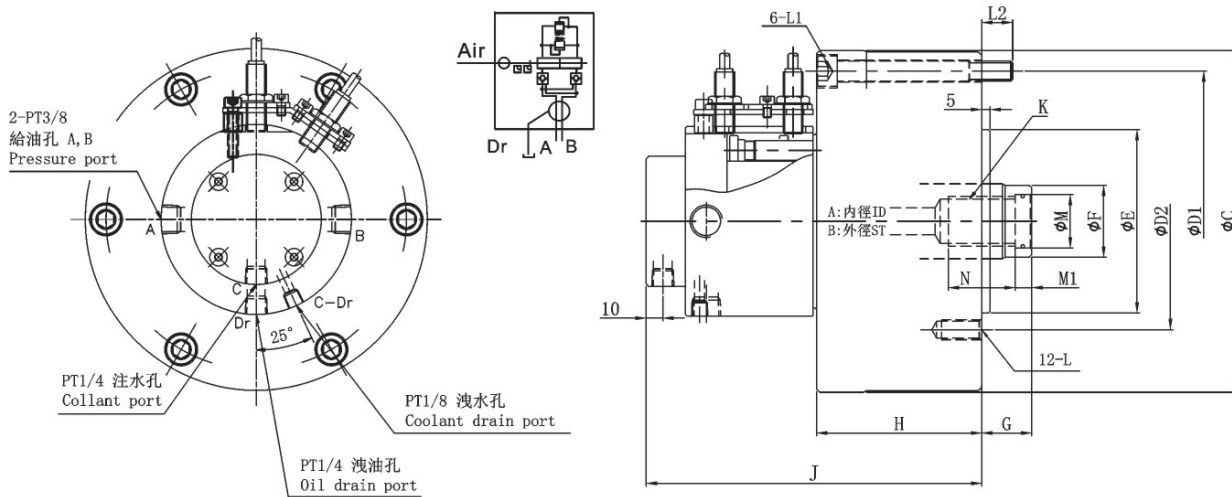 2-PT3/8
給油孔 A,B
Pressure port
A
B
C
C-Dr
Dr
25°
PT1/4 注水孔
Collant port
PT1/8 洩水孔
Coolant drain port
PT1/4 洩油孔
Oil drain port
Air
Dr
A
B
6-L1
L2
5
K
A:内徑ID
B:外徑ST
N
M1
ϕM
ϕF
ϕE
ϕD2
ϕD1
ϕC
10
12-L
H
G
J